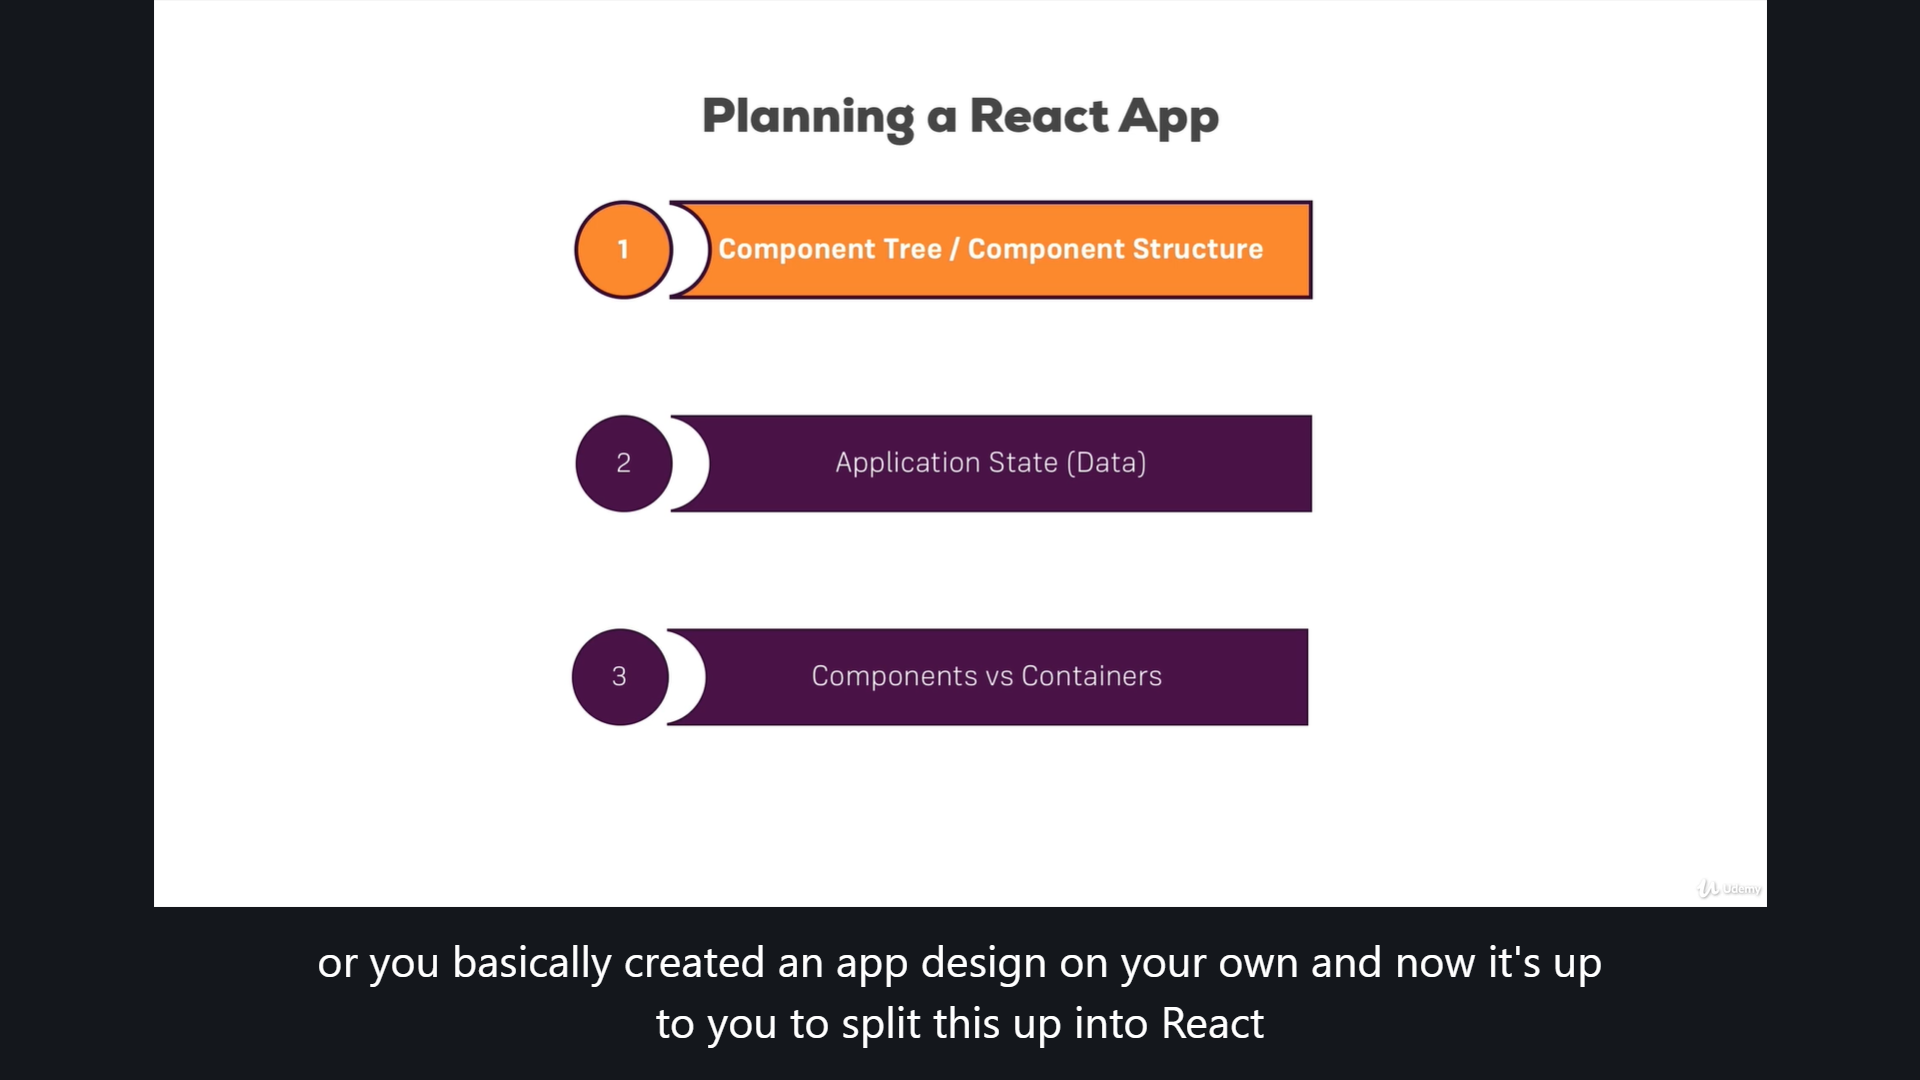 Planning a React App
1
Component Tree / Component Structure
2
Application State (Data)
3
Components vs Containers
Udemy
or you basically created an app design on your own and now it's up
to you to split this up into React